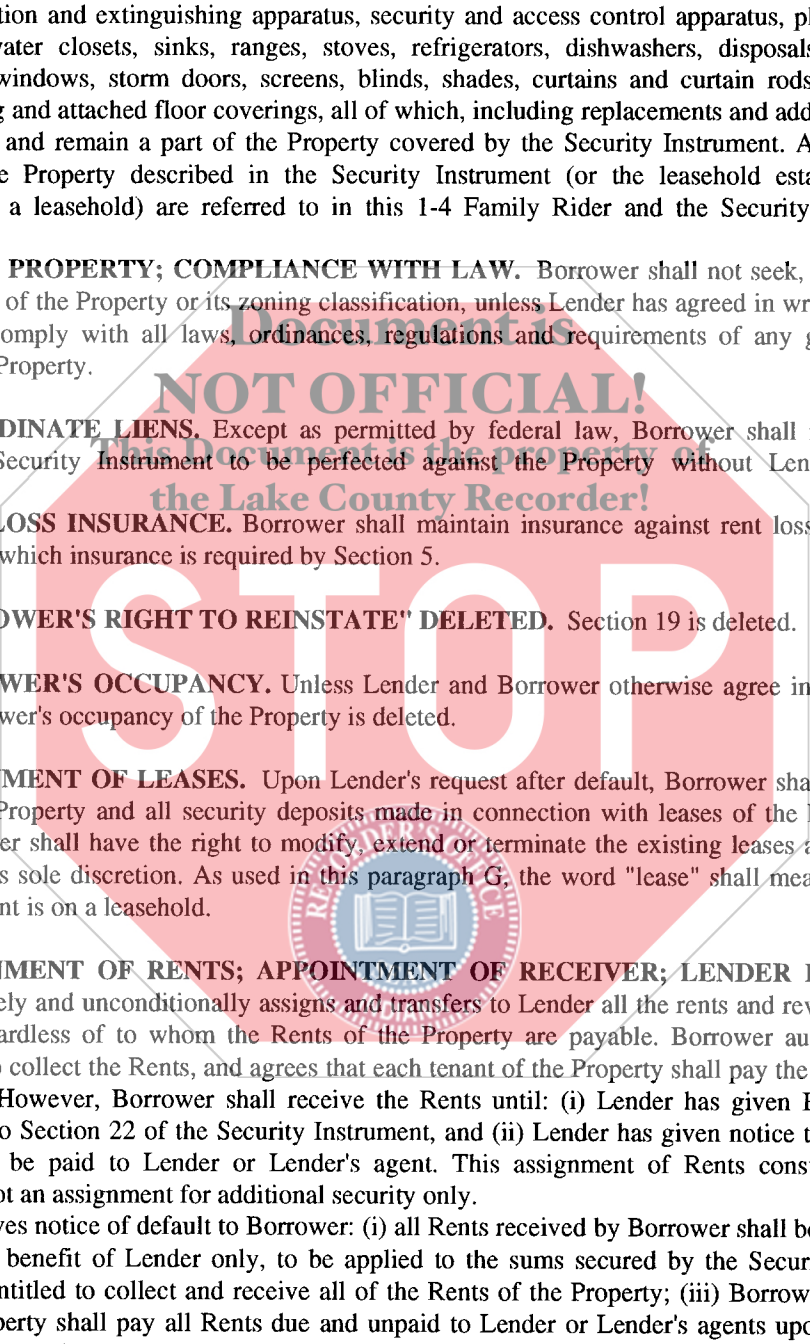 tion and extinguishing apparatus, security and access control apparatus, pl
vater closets, sinks, ranges, stoves, refrigerators, dishwashers, disposals
windows, storm doors, screens, blinds, shades, curtains and curtain rods
g and attached floor coverings, all of which, including replacements and add
and remain a part of the Property covered by the Security Instrument. A
e Property described in the Security Instrument (or the leasehold esta
a leasehold) are referred to in this 1-4 Family Rider and the Security
PROPERTY; COMPLIANCE WITH LAW. Borrower shall not seek,
of the Property or its zoning classification, unless Lender has agreed in wr
Document is
omply with all laws, ordinances, regulations and requirements of any g
Property.
NOT OFFICIAL!
DINATE LIENS. Except as permitted by federal law, Borrower shall
This Document is the property of
Security Instrument to be perfected against the Property without Len
the Lake County Recorder!
LOSS INSURANCE. Borrower shall maintain insurance against rent loss
which insurance is required by Section 5.
STOP
OWER'S RIGHT TO REINSTATE" DELETED. Section 19 is deleted.
WER'S OCCUPANCY. Unless Lender and Borrower otherwise agree in
wer's occupancy of the Property is deleted.
MENT OF LEASES. Upon Lender's request after default, Borrower sha
Property and all security deposits made in connection with leases of the
er shall have the right to modify, extend or terminate the existing leases a
s sole discretion. As used in this paragraph G, the word "lease" shall mea
nt is on a leasehold.
RECORDER'S OFFICE
NMENT OF RENTS; APPOINTMENT OF RECEIVER; LENDER I
ely and unconditionally assigns and transfers to Lender all the rents and rev
ardless of to whom the Rents of the Property are payable. Borrower au
o collect the Rents, and agrees that each tenant of the Property shall pay the
However, Borrower shall receive the Rents until: (i) Lender has given
o Section 22 of the Security Instrument, and (ii) Lender has given notice t
be paid to Lender or Lender's agent. This assignment of Rents cons
ot an assignment for additional security only.
ves notice of default to Borrower: (i) all Rents received by Borrower shall be
benefit of Lender only, to be applied to the sums secured by the Secur
ntitled to collect and receive all of the Rents of the Property; (iii) Borrow
perty shall pay all Rents due and unpaid to Lender or Lender's agents upo